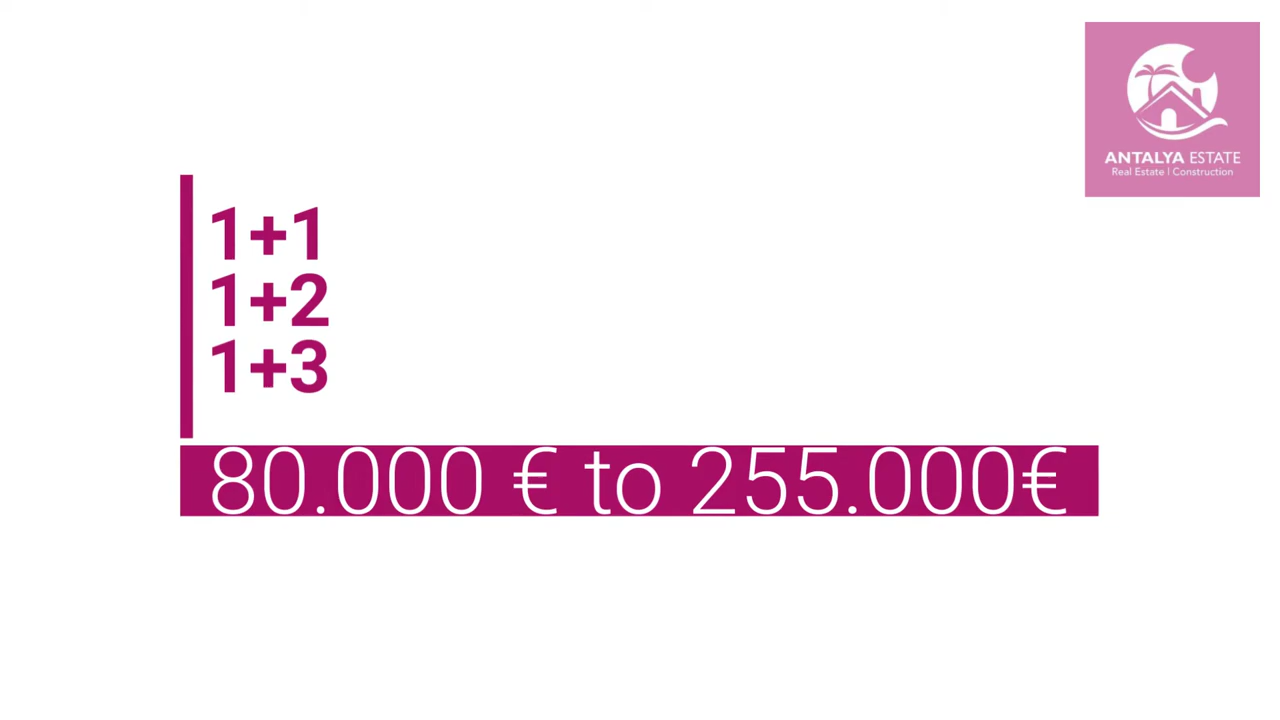 ANTALYA ESTATE
Real Estate | Construction
1+1
1+2
1+3
80.000 € to 255.000€